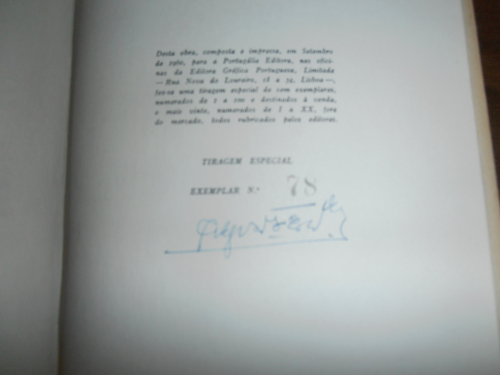 Desta obra, composta e impressa, em Setembro
de 1960, para a Portugália Editora, nas ofici-
nas da Editora Gráfica Portuguesa, Limitada
— Rua Nova do Loureiro, 18 a 34, Lisboa —,
fez-se uma tiragem especial de cem exemplares,
numerados de 1 a 100 e destinados à venda,
e mais vinte, numerados de I a XX, fora
do mercado, todos rubricados pelos editores.
TIRAGEM ESPECIAL
EXEMPLAR N.º 78